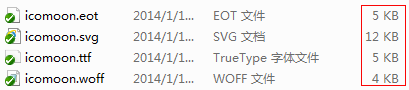 icomoon.eot 2014/1/1... EOT 文件 5 KB
icomoon.svg 2014/1/1... SVG 文档 12 KB
icomoon.ttf 2014/1/1... TrueType 字体文件 5 KB
icomoon.woff 2014/1/1... WOFF 文件 4 KB